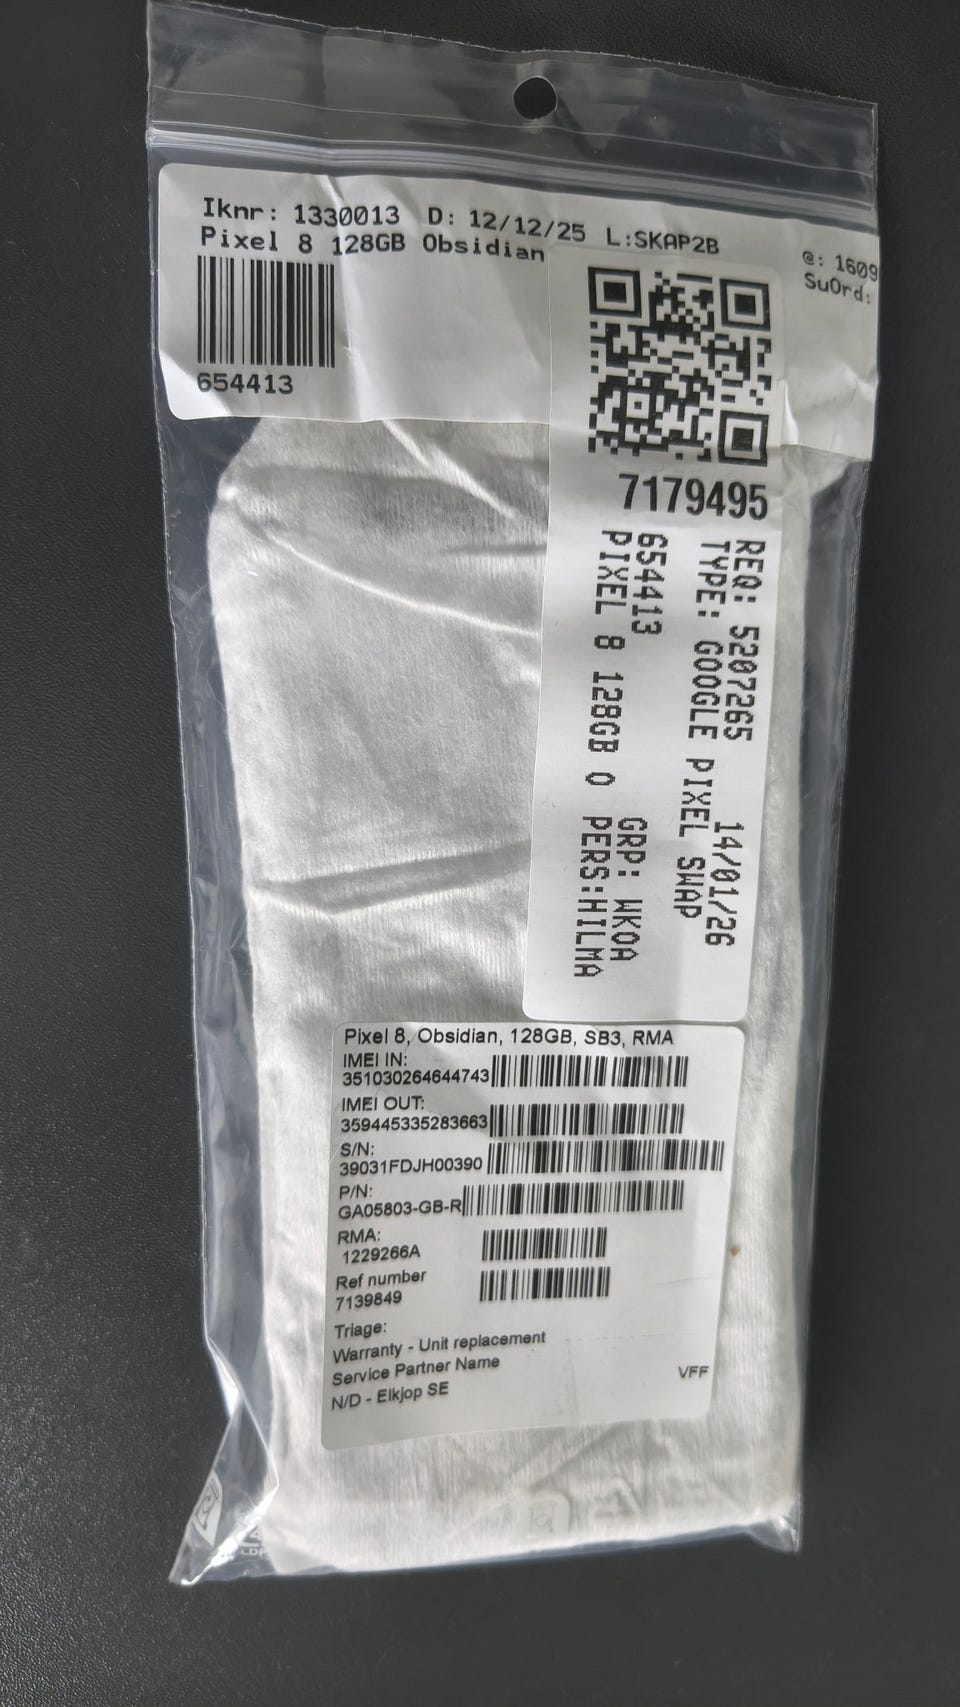 Iknr: 1330013 D: 12/12/25 L:SKAP2B
Pixel 8 128GB Obsidian
@: 1609
SuOrd:
654413
7179495
REQ: 5207265 14/01/26
TYPE: GOOGLE PIXEL SWAP
654413 GRP: WKOA
PIXEL 8 128GB O PERS:HILMA
Pixel 8, Obsidian, 128GB, SB3, RMA
IMEI IN:
351030264644743
IMEI OUT:
359445335283663
S/N:
39031FDJH00390
P/N:
GA05803-GB-R
RMA:
1229266A
Ref number
7139849
Triage:
Warranty - Unit replacement
Service Partner Name
N/D - Elkjop SE
VFF